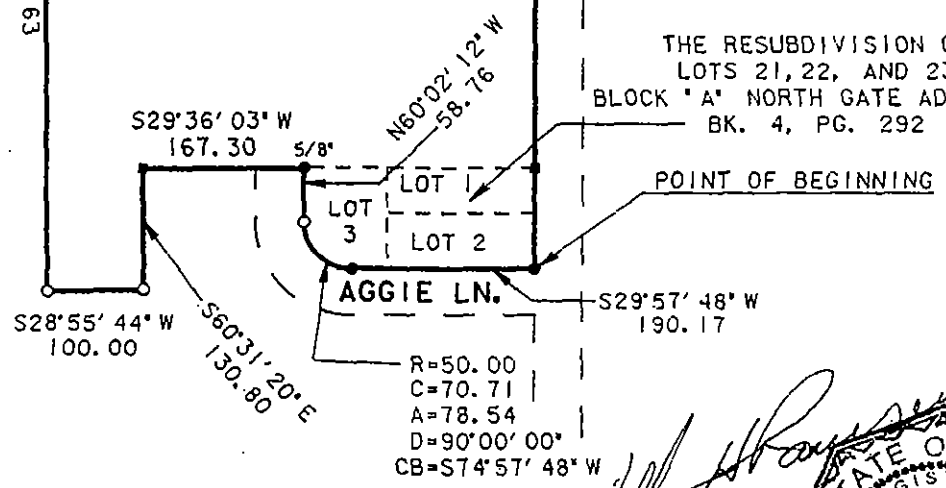 63
THE RESUBDIVISION
LOTS 21, 22, AND
BLOCK "A" NORTH GATE
BK. 4, PG. 292
N60°02'12"W
58.76
S29°36'03"W
167.30
5/8"
LOT 1
LOT
3
LOT 2
POINT OF BEGINNING
AGGIE LN.
S29°57'48"W
190.17
S28°55'44"W
100.00
S60°31'20"E
130.80
R=50.00
C=70.71
A=78.54
D=90°00'00"
CB=S74°57'48"W